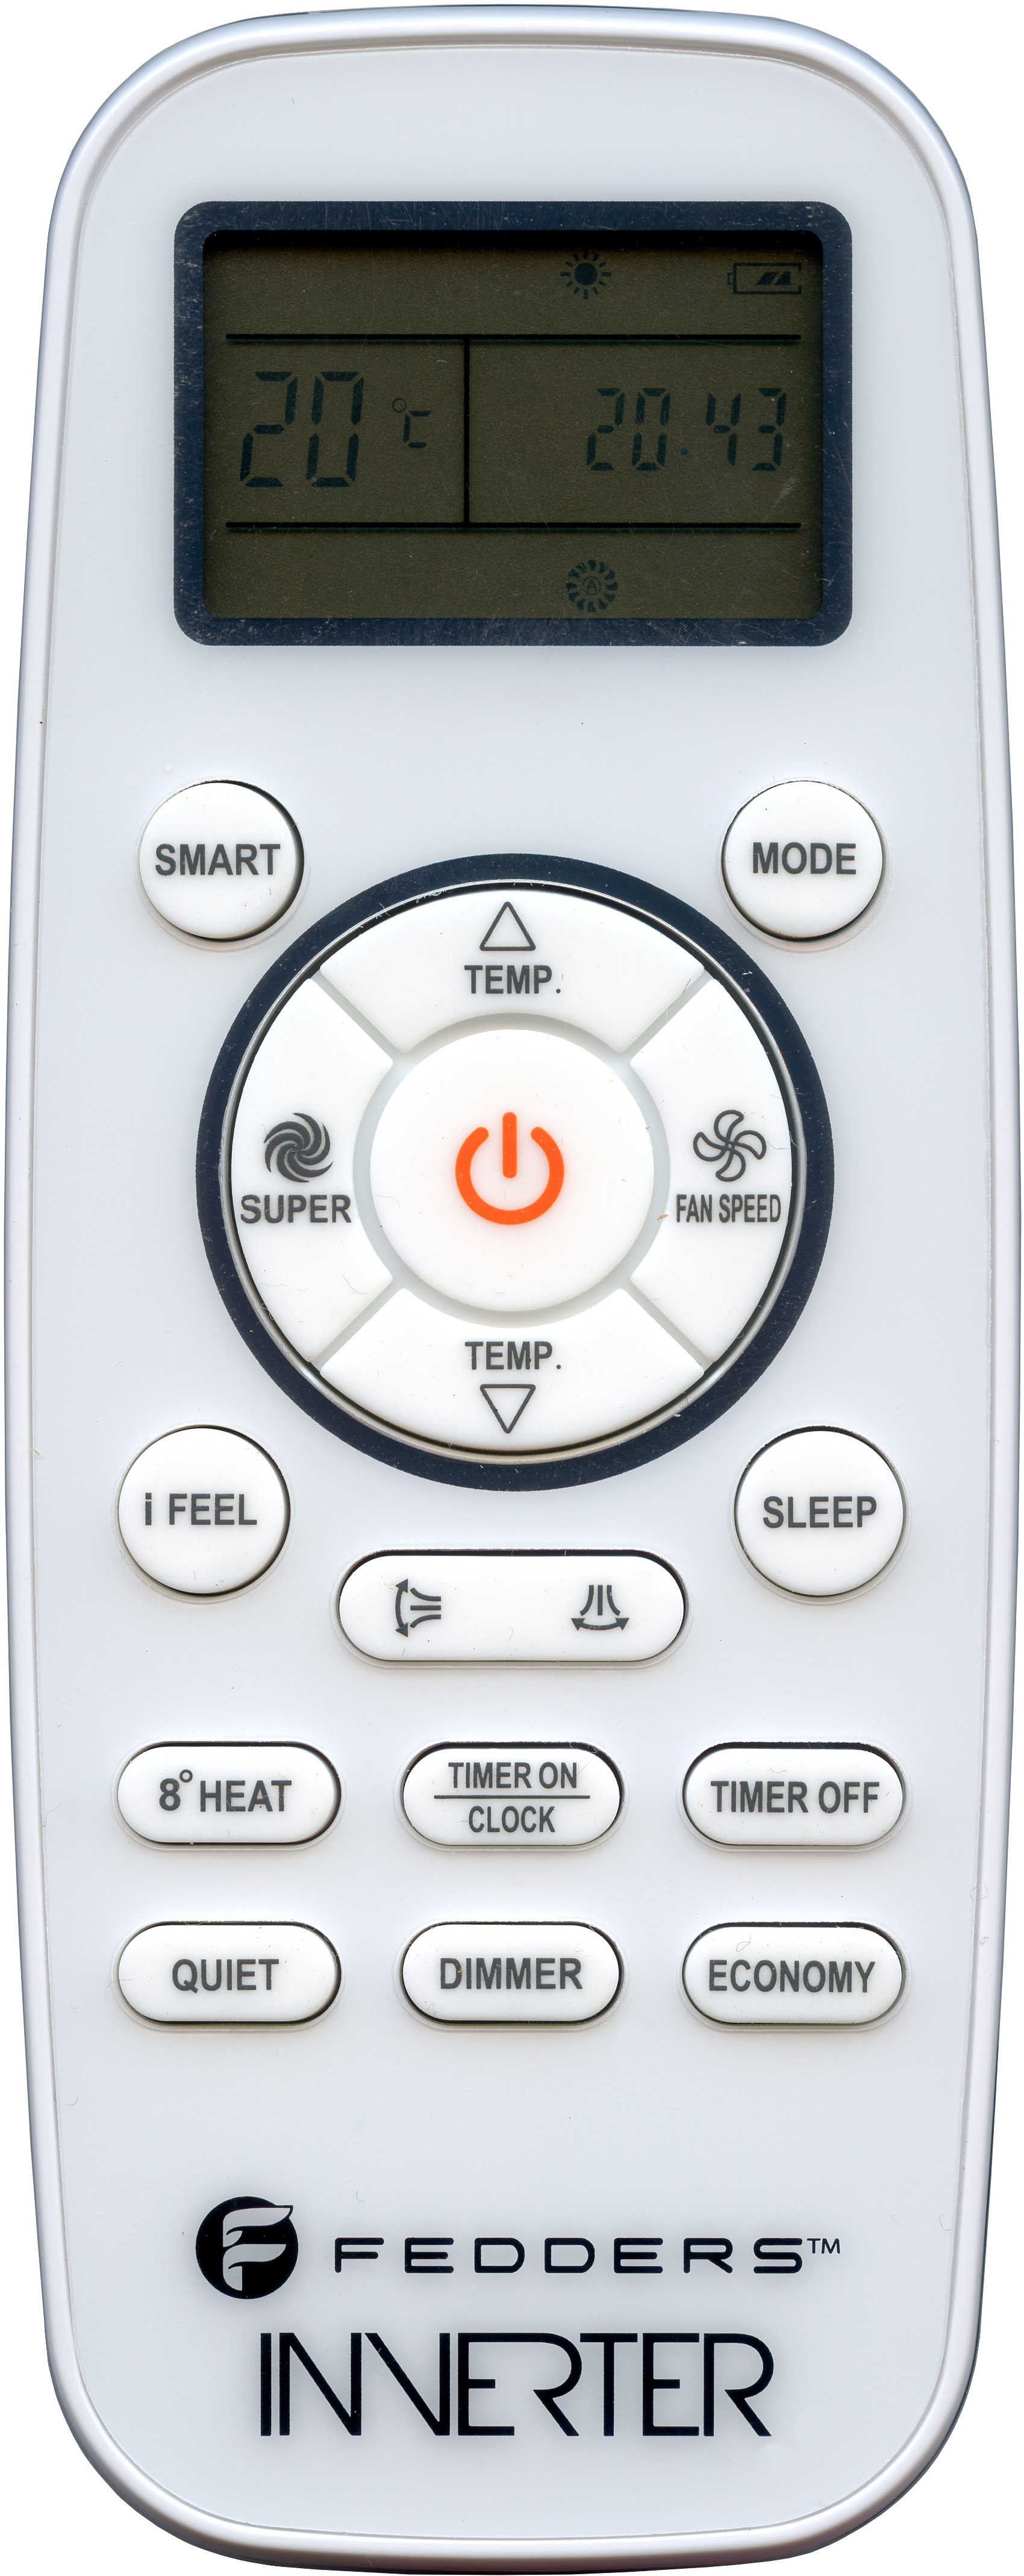 20 °C 20.43
A
SMART
MODE
TEMP.
SUPER
FAN SPEED
TEMP.
i FEEL
SLEEP
8° HEAT
TIMER ON
CLOCK
TIMER OFF
QUIET
DIMMER
ECONOMY
F FEDDERS™
INVERTER